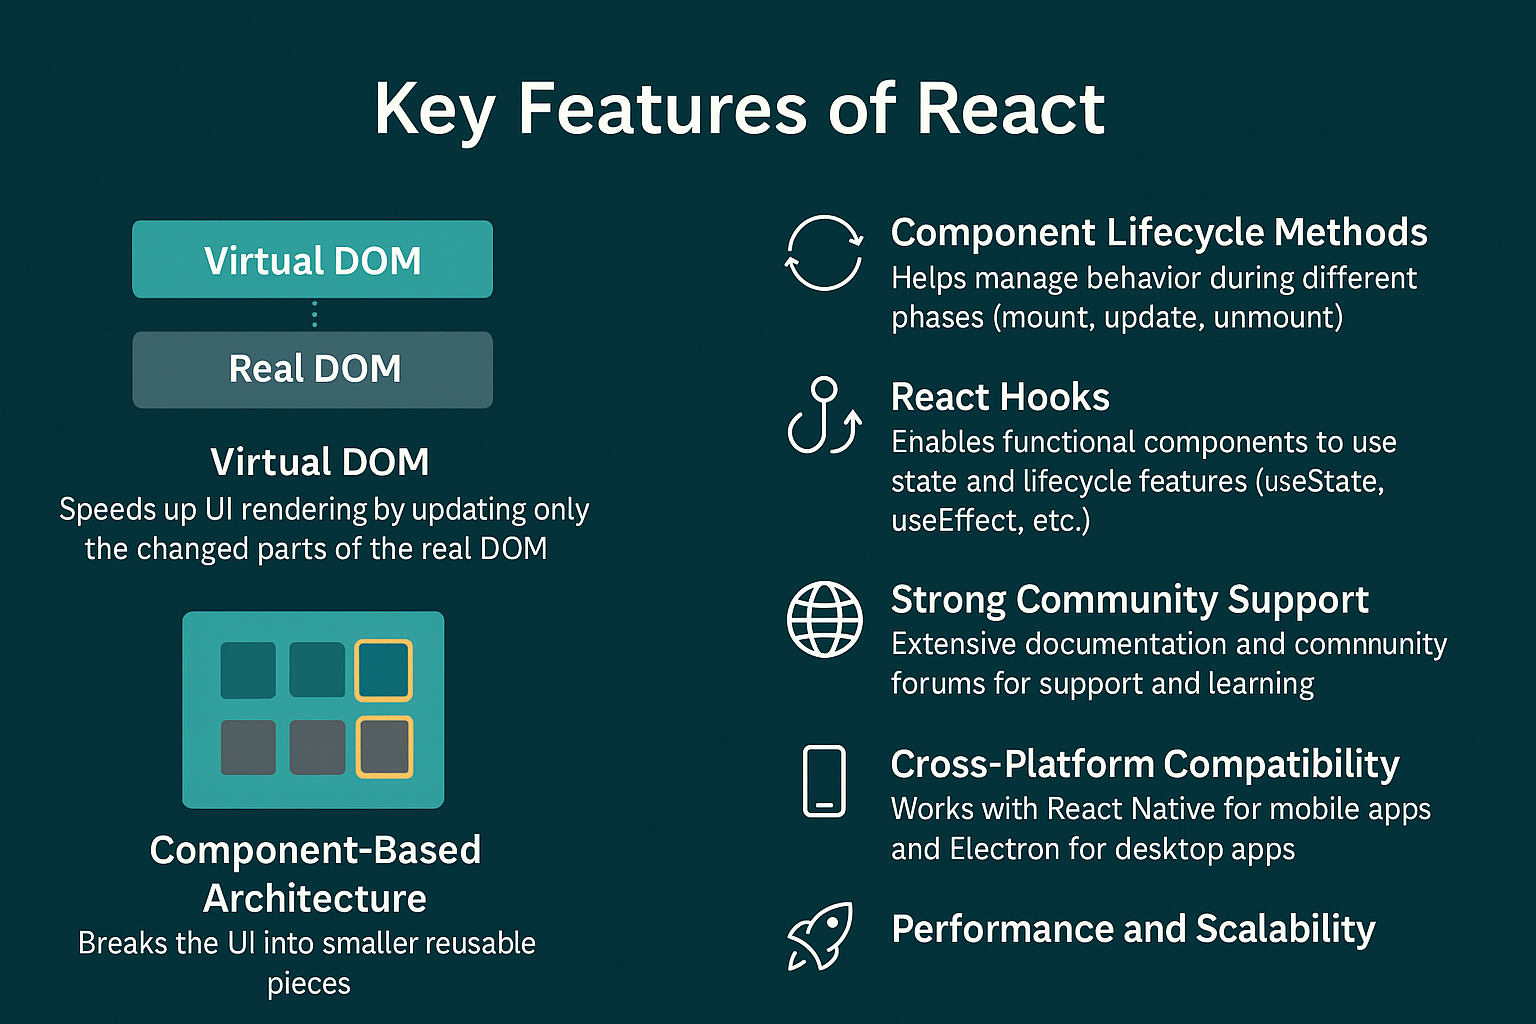 Key Features of React
Virtual DOM
Real DOM
Virtual DOM
Speeds up UI rendering by updating only
the changed parts of the real DOM
Component-Based
Architecture
Breaks the UI into smaller reusable
pieces
Component Lifecycle Methods
Helps manage behavior during different
phases (mount, update, unmount)
React Hooks
Enables functional components to use
state and lifecycle features (useState,
useEffect, etc.)
Strong Community Support
Extensive documentation and comnnunity
forums for support and learning
Cross-Platform Compatibility
Works with React Native for mobile apps
and Electron for desktop apps
Performance and Scalability